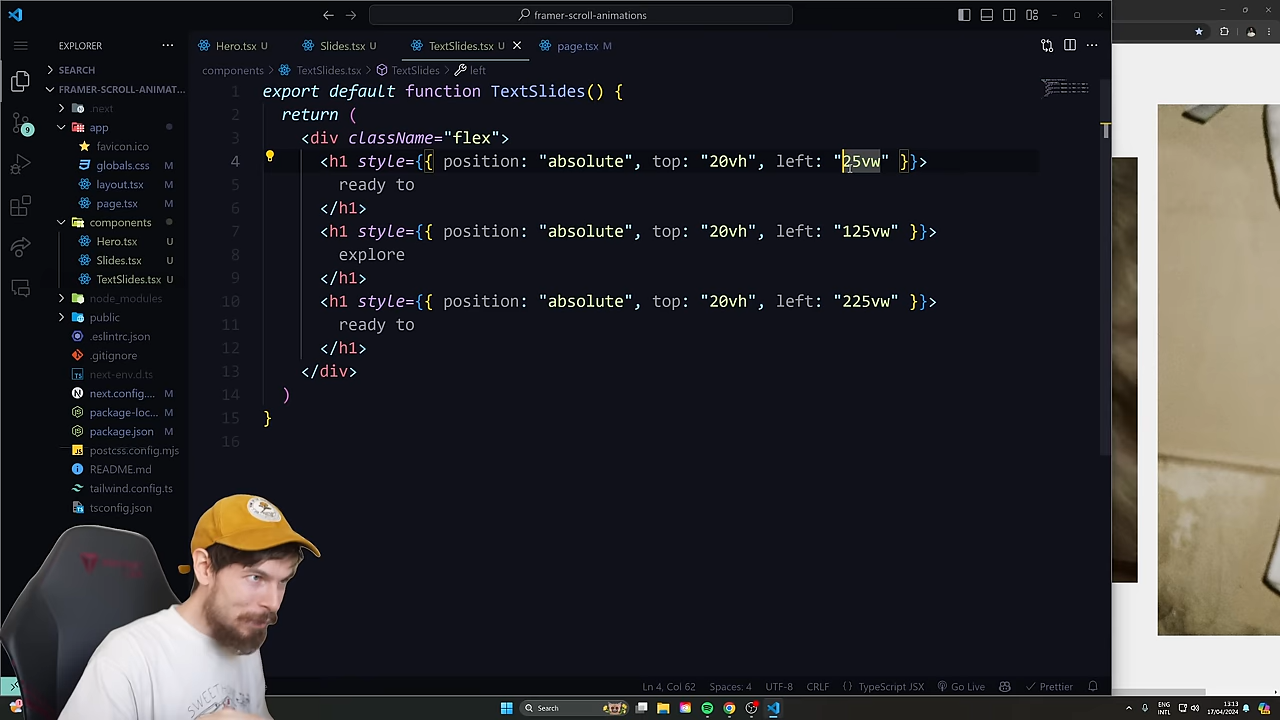 framer-scroll-animations
EXPLORER
Hero.tsx U
Slides.tsx U
TextSlides.tsx U
page.tsx M
SEARCH
components > TextSlides.tsx > TextSlides > left
FRAMER-SCROLL-ANIMAT...
.next
app
favicon.ico
globals.css M
layout.tsx M
page.tsx M
components
Hero.tsx U
Slides.tsx U
TextSlides.tsx U
node_modules
public
.eslintrc.json
.gitignore
next-env.d.ts
next.config.... M
package-loc... M
package.json M
postcss.config.mjs
README.md
tailwind.config.ts
tsconfig.json
9
1 export default function TextSlides() {
2 return (
3 <div className="flex">
4 <h1 style={{ position: "absolute", top: "20vh", left: "25vw" }}>
5 ready to
6 </h1>
7 <h1 style={{ position: "absolute", top: "20vh", left: "125vw" }}>
8 explore
9 </h1>
10 <h1 style={{ position: "absolute", top: "20vh", left: "225vw" }}>
11 ready to
12 </h1>
13 </div>
14 )
15 }
16
Ln 4, Col 62 Spaces: 4 UTF-8 CRLF {} TypeScript JSX Go Live Prettier
Search
ENG
INTL
13:13
17/04/2024